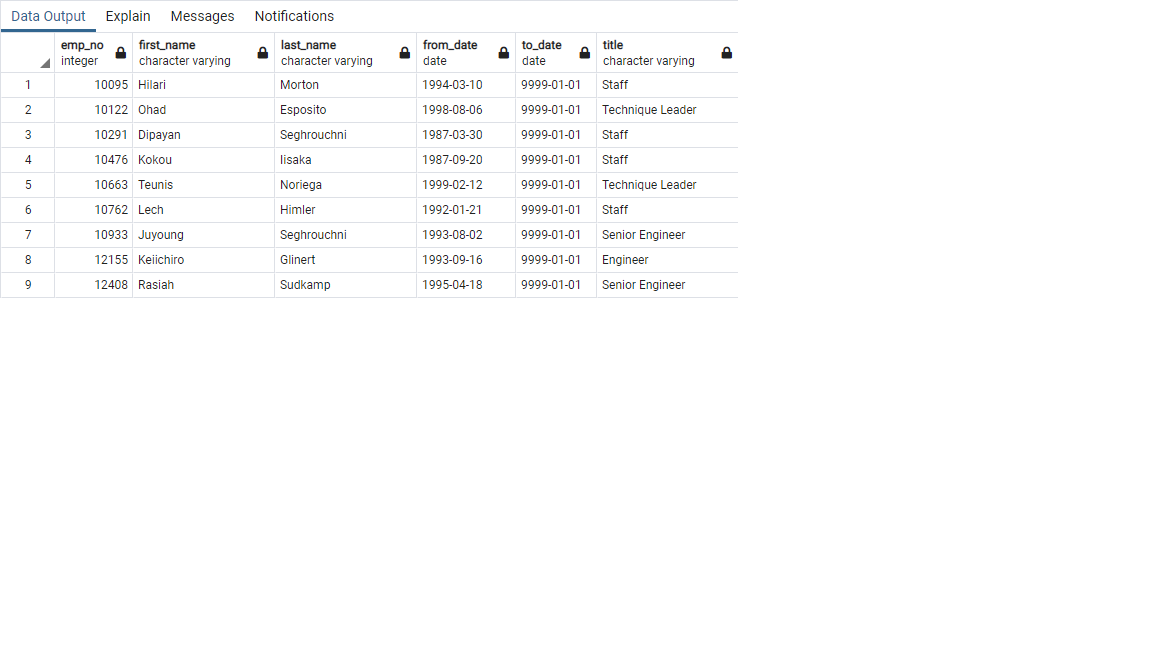 Data Output Explain Messages Notifications
emp_no first_name last_name from_date to_date title
integer character varying character varying date date character varying
1 10095 Hilari Morton 1994-03-10 9999-01-01 Staff
2 10122 Ohad Esposito 1998-08-06 9999-01-01 Technique Leader
3 10291 Dipayan Seghrouchni 1987-03-30 9999-01-01 Staff
4 10476 Kokou Iisaka 1987-09-20 9999-01-01 Staff
5 10663 Teunis Noriega 1999-02-12 9999-01-01 Technique Leader
6 10762 Lech Himler 1992-01-21 9999-01-01 Staff
7 10933 Juyoung Seghrouchni 1993-08-02 9999-01-01 Senior Engineer
8 12155 Keiichiro Glinert 1993-09-16 9999-01-01 Engineer
9 12408 Rasiah Sudkamp 1995-04-18 9999-01-01 Senior Engineer